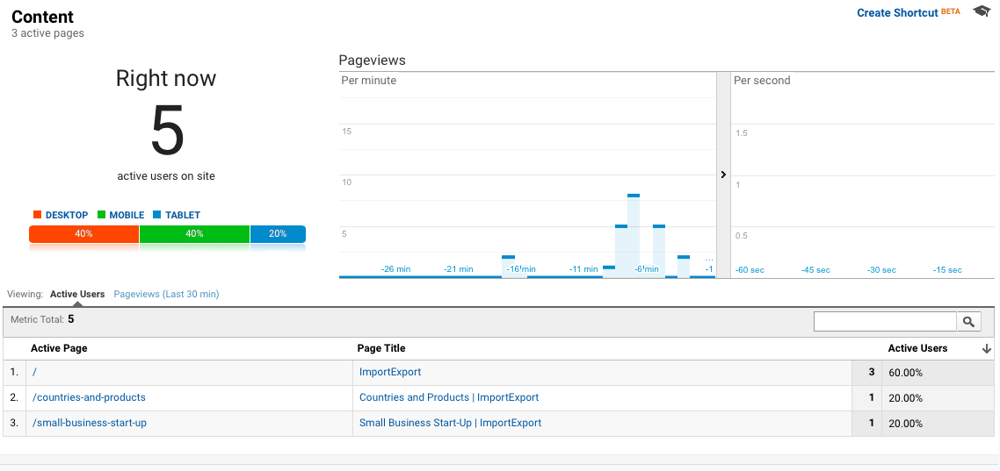 Content
Create Shortcut BETA
3 active pages
Right now
5
active users on site
DESKTOP MOBILE TABLET
40% 40% 20%
Pageviews
Per minute
15
10
5
-26 min -21 min -16 min -11 min -6 min ... -1
Per second
1.5
1
0.5
-60 sec -45 sec -30 sec -15 sec
Viewing: Active Users Pageviews (Last 30 min)
Metric Total: 5
Active Page Page Title Active Users
1. / ImportExport 3 60.00%
2. /countries-and-products Countries and Products | ImportExport 1 20.00%
3. /small-business-start-up Small Business Start-Up | ImportExport 1 20.00%